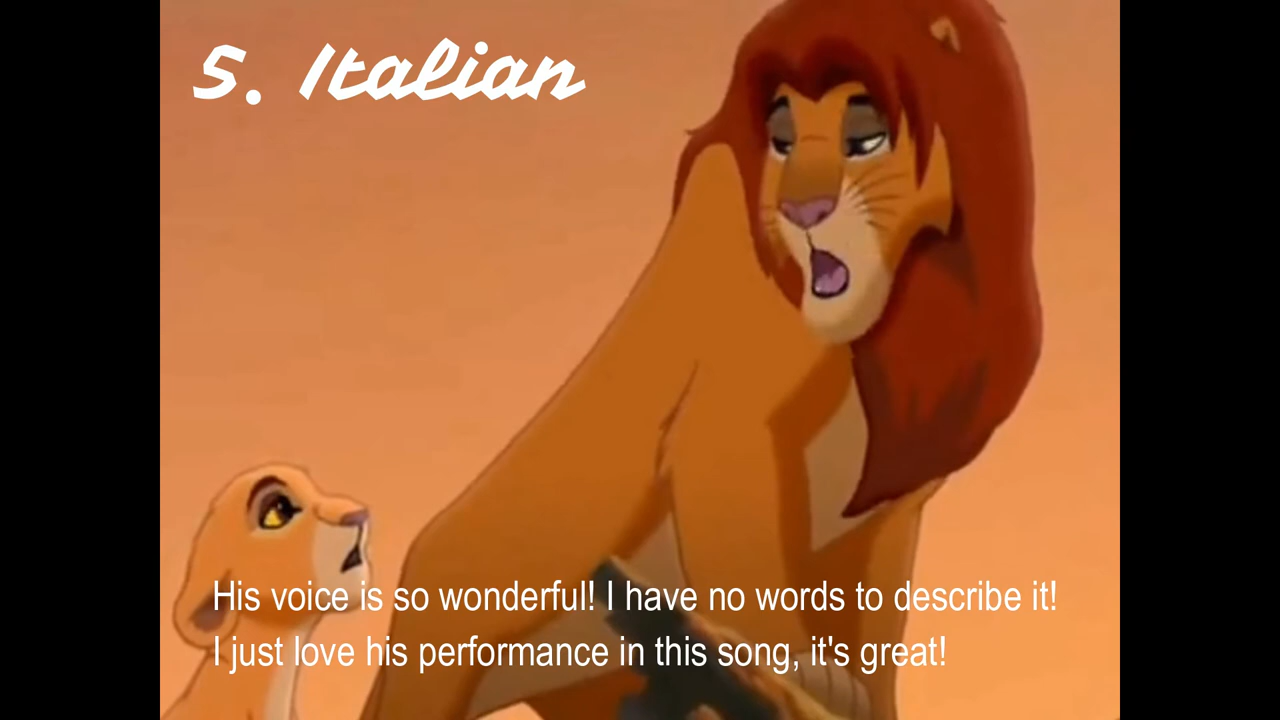 5. Italian
His voice is so wonderful! I have no words to describe it!
I just love his performance in this song, it's great!